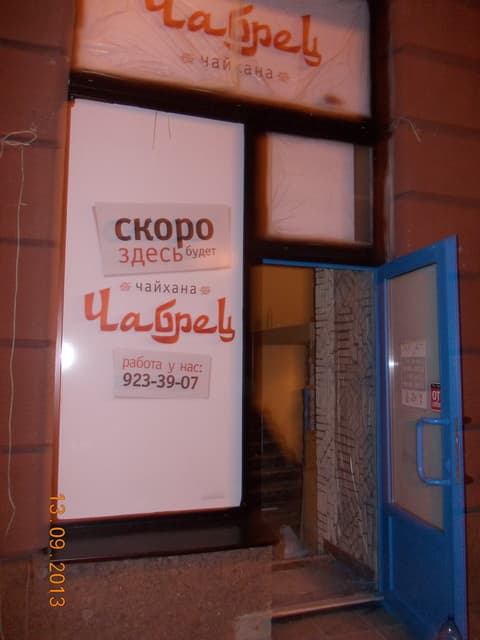 Чабрец
чайхана
скоро
здесь будет
чайхана
Чабрец
работа у нас:
923-39-07
13.09.2013